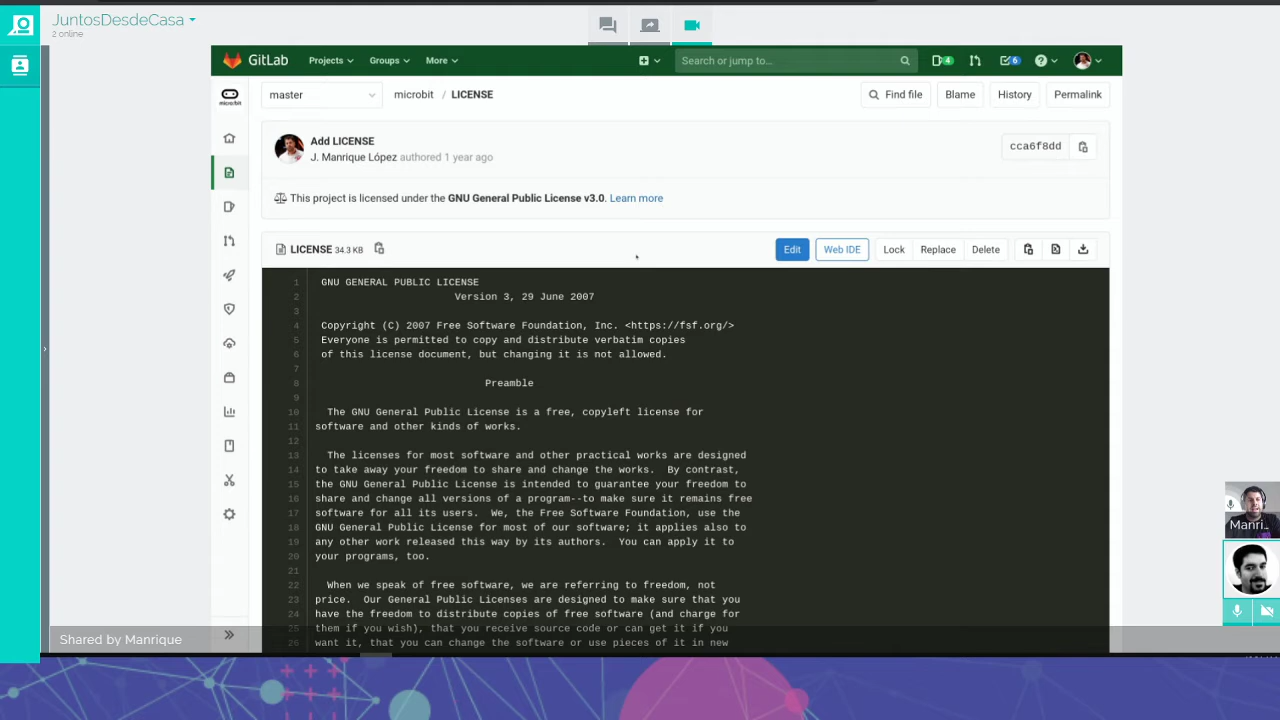 JuntosDesdeCasa
2 online
GitLab Projects Groups More Search or jump to... 4 6
micro:bit
master microbit / LICENSE Find file Blame History Permalink
Add LICENSE
J. Manrique López authored 1 year ago
cca6f8dd
This project is licensed under the GNU General Public License v3.0. Learn more
LICENSE 34.3 KB Edit Web IDE Lock Replace Delete
1 GNU GENERAL PUBLIC LICENSE
2 Version 3, 29 June 2007
3
4 Copyright (C) 2007 Free Software Foundation, Inc. <https://fsf.org/>
5 Everyone is permitted to copy and distribute verbatim copies
6 of this license document, but changing it is not allowed.
7
8 Preamble
9
10 The GNU General Public License is a free, copyleft license for
11 software and other kinds of works.
12
13 The licenses for most software and other practical works are designed
14 to take away your freedom to share and change the works. By contrast,
15 the GNU General Public License is intended to guarantee your freedom to
16 share and change all versions of a program--to make sure it remains free
17 software for all its users. We, the Free Software Foundation, use the
18 GNU General Public License for most of our software; it applies also to
19 any other work released this way by its authors. You can apply it to
20 your programs, too.
21
22 When we speak of free software, we are referring to freedom, not
23 price. Our General Public Licenses are designed to make sure that you
24 have the freedom to distribute copies of free software (and charge for
25 them if you wish), that you receive source code or can get it if you
26 want it, that you can change the software or use pieces of it in new
Shared by Manrique
Manri...